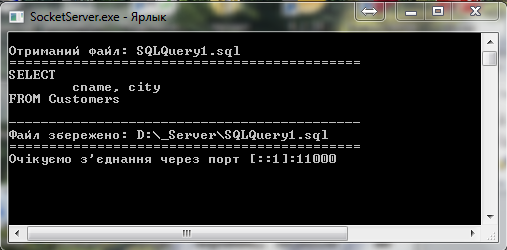 SocketServer.exe - Ярлык
Отриманий файл: SQLQuery1.sql
============================================
SELECT
cname, city
FROM Customers
--------------------------------------------
Файл збережено: D:\_Server\SQLQuery1.sql
============================================
Очікуємо з'єднання через порт [::1]:11000